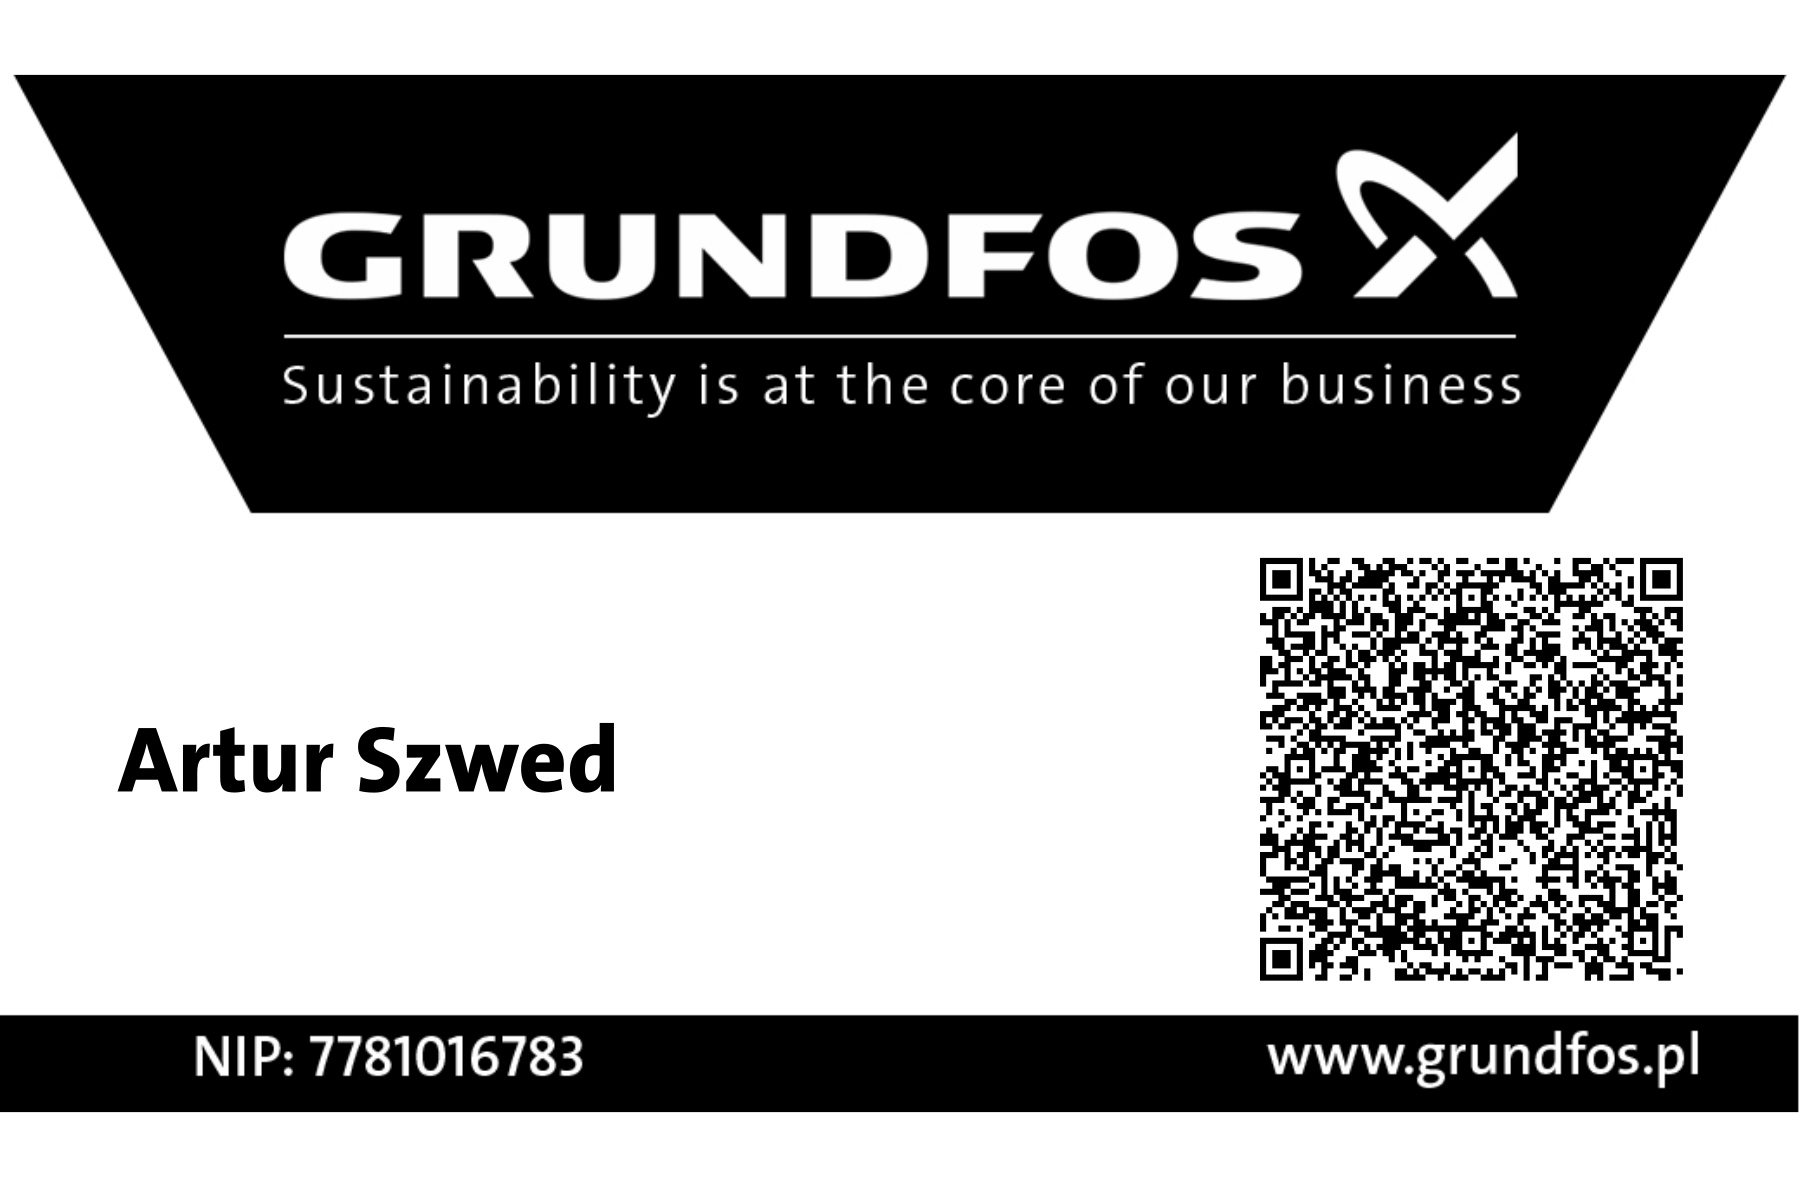 GRUNDFOS
Sustainability is at the core of our business
Artur Szwed
NIP: 7781016783
www.grundfos.pl